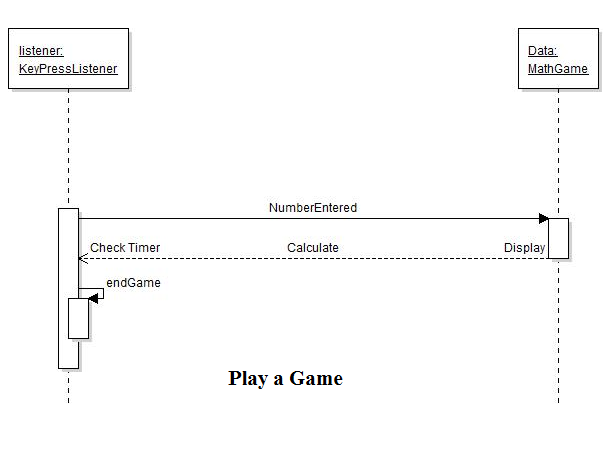 listener:
KeyPressListener
Data:
MathGame
NumberEntered
Check Timer Calculate Display
endGame
Play a Game